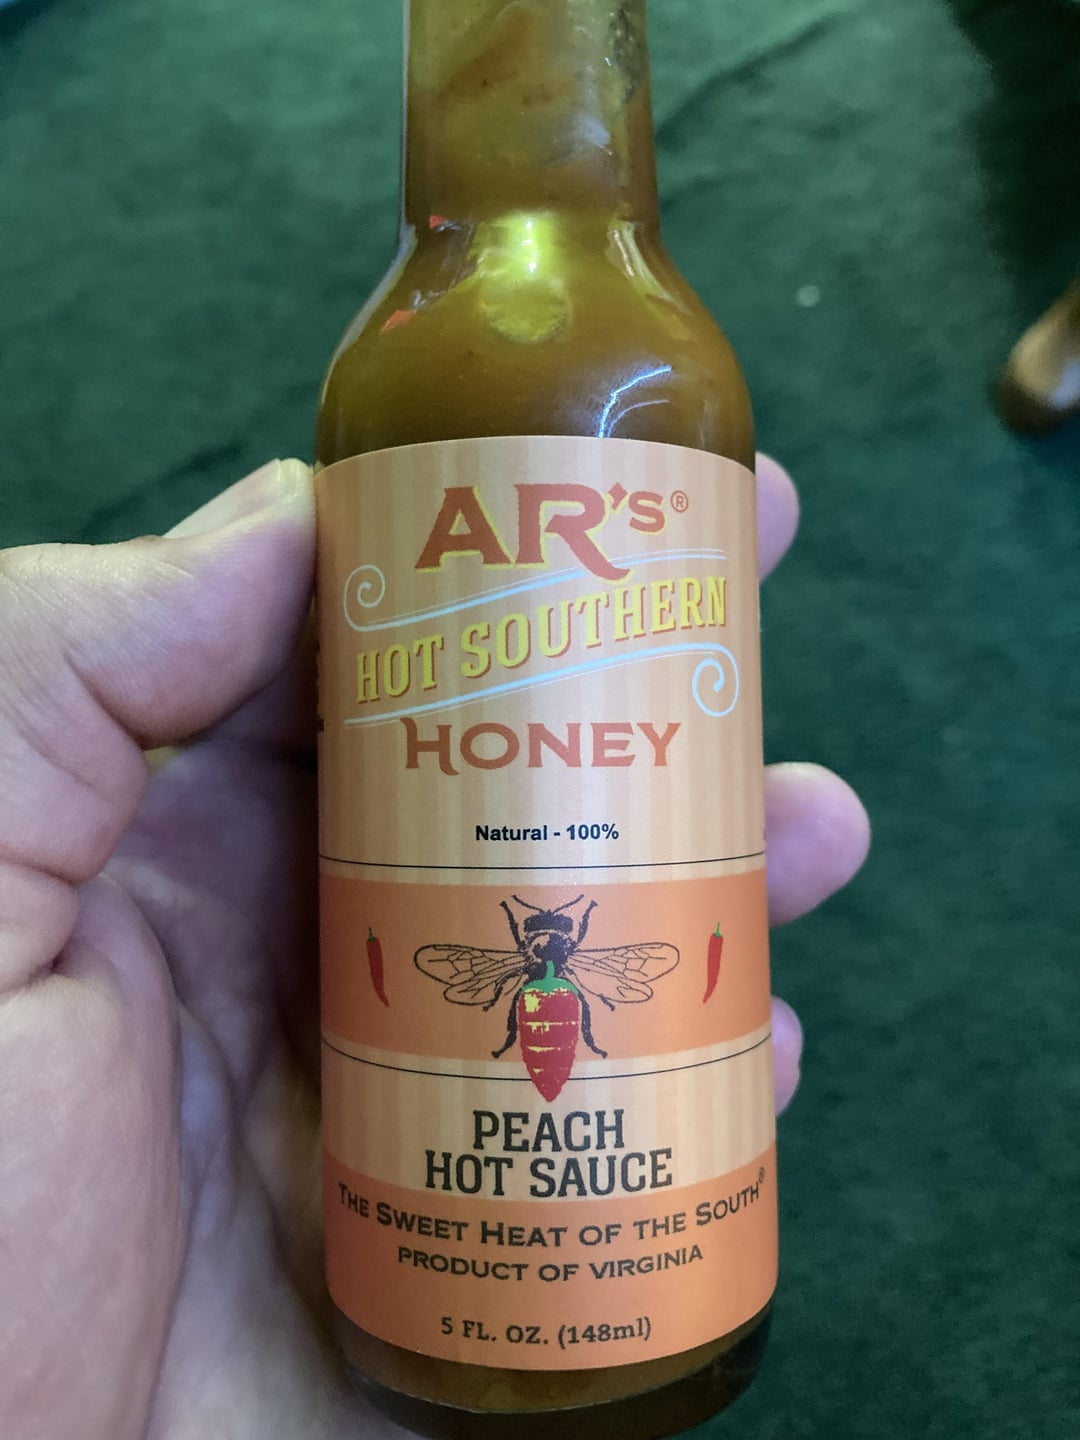 AR's®
HOT SOUTHERN
HONEY
Natural - 100%
PEACH
HOT SAUCE
THE SWEET HEAT OF THE SOUTH®
PRODUCT OF VIRGINIA
5 FL. OZ. (148ml)